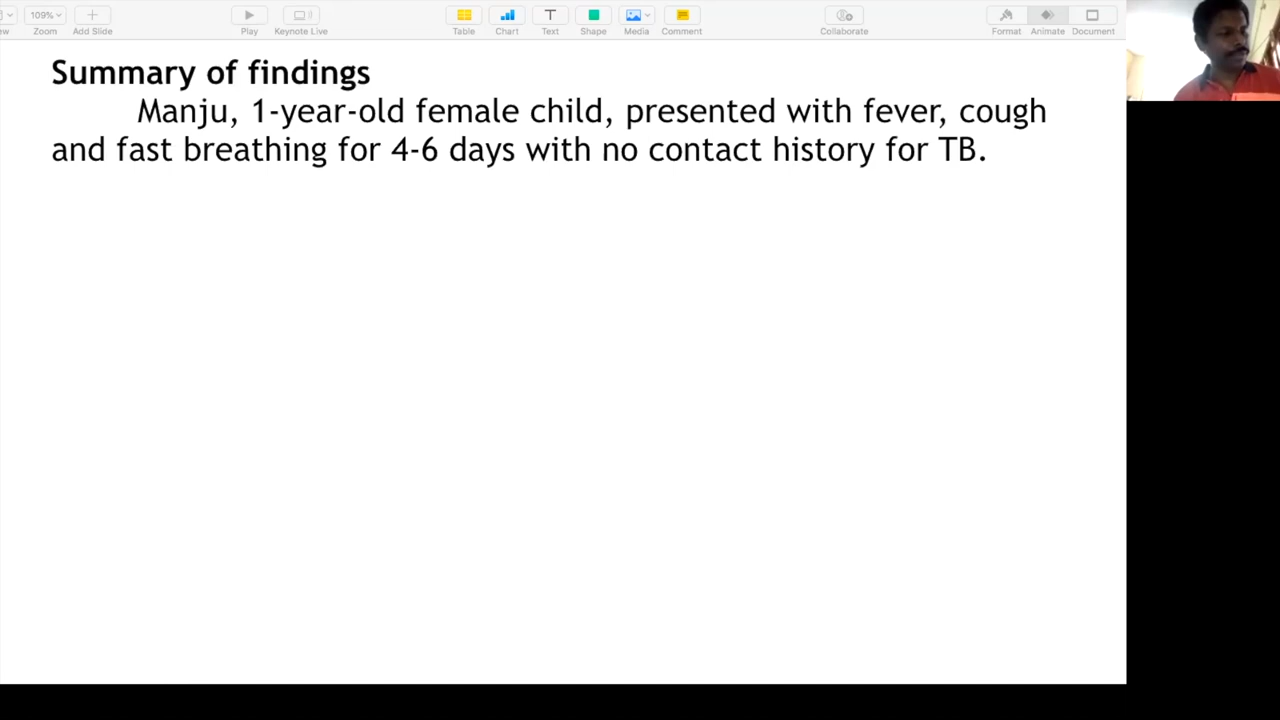 109%
Zoom
Add Slide
Play
Keynote Live
Table
Chart
Text
Shape
Media
Comment
Collaborate
Format
Animate
Document
Summary of findings
Manju, 1-year-old female child, presented with fever, cough
and fast breathing for 4-6 days with no contact history for TB.